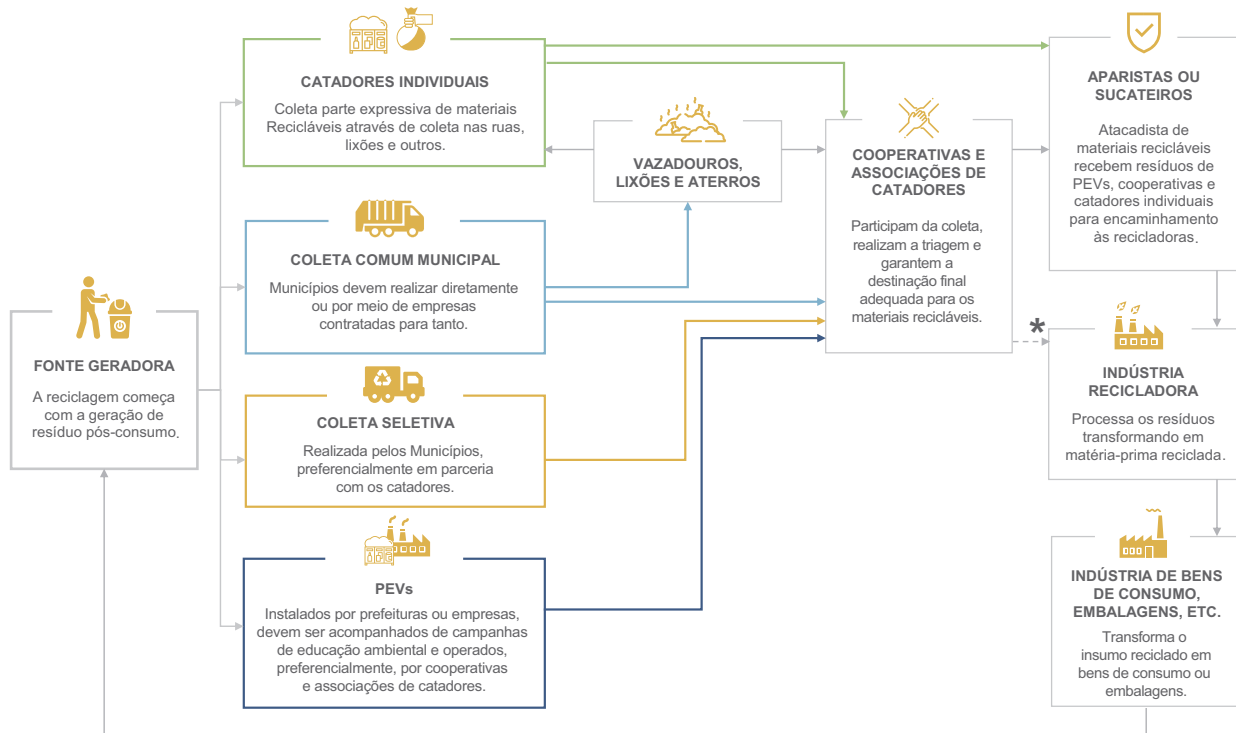 FONTE GERADORA
A reciclagem começa
com a geração de
resíduo pós-consumo.
CATADORES INDIVIDUAIS
Coleta parte expressiva de materiais
Recicláveis através de coleta nas ruas,
lixões e outros.
COLETA COMUM MUNICIPAL
Municípios devem realizar diretamente
ou por meio de empresas
contratadas para tanto.
COLETA SELETIVA
Realizada pelos Municípios,
preferencialmente em parceria
com os catadores.
PEVs
Instalados por prefeituras ou empresas,
devem ser acompanhados de campanhas
de educação ambiental e operados,
preferencialmente, por cooperativas
e associações de catadores.
VAZADOUROS,
LIXÕES E ATERROS
COOPERATIVAS E
ASSOCIAÇÕES DE
CATADORES
Participam da coleta,
realizam a triagem e
garantem a
destinação final
adequada para os
materiais recicláveis.
*
APARISTAS OU
SUCATEIROS
Atacadista de
materiais recicláveis
recebem resíduos de
PEVs, cooperativas e
catadores individuais
para encaminhamento
às recicladoras.
INDÚSTRIA
RECICLADORA
Processa os resíduos
transformando em
matéria-prima reciclada.
INDÚSTRIA DE BENS
DE CONSUMO,
EMBALAGENS, ETC.
Transforma o
insumo reciclado em
bens de consumo ou
embalagens.